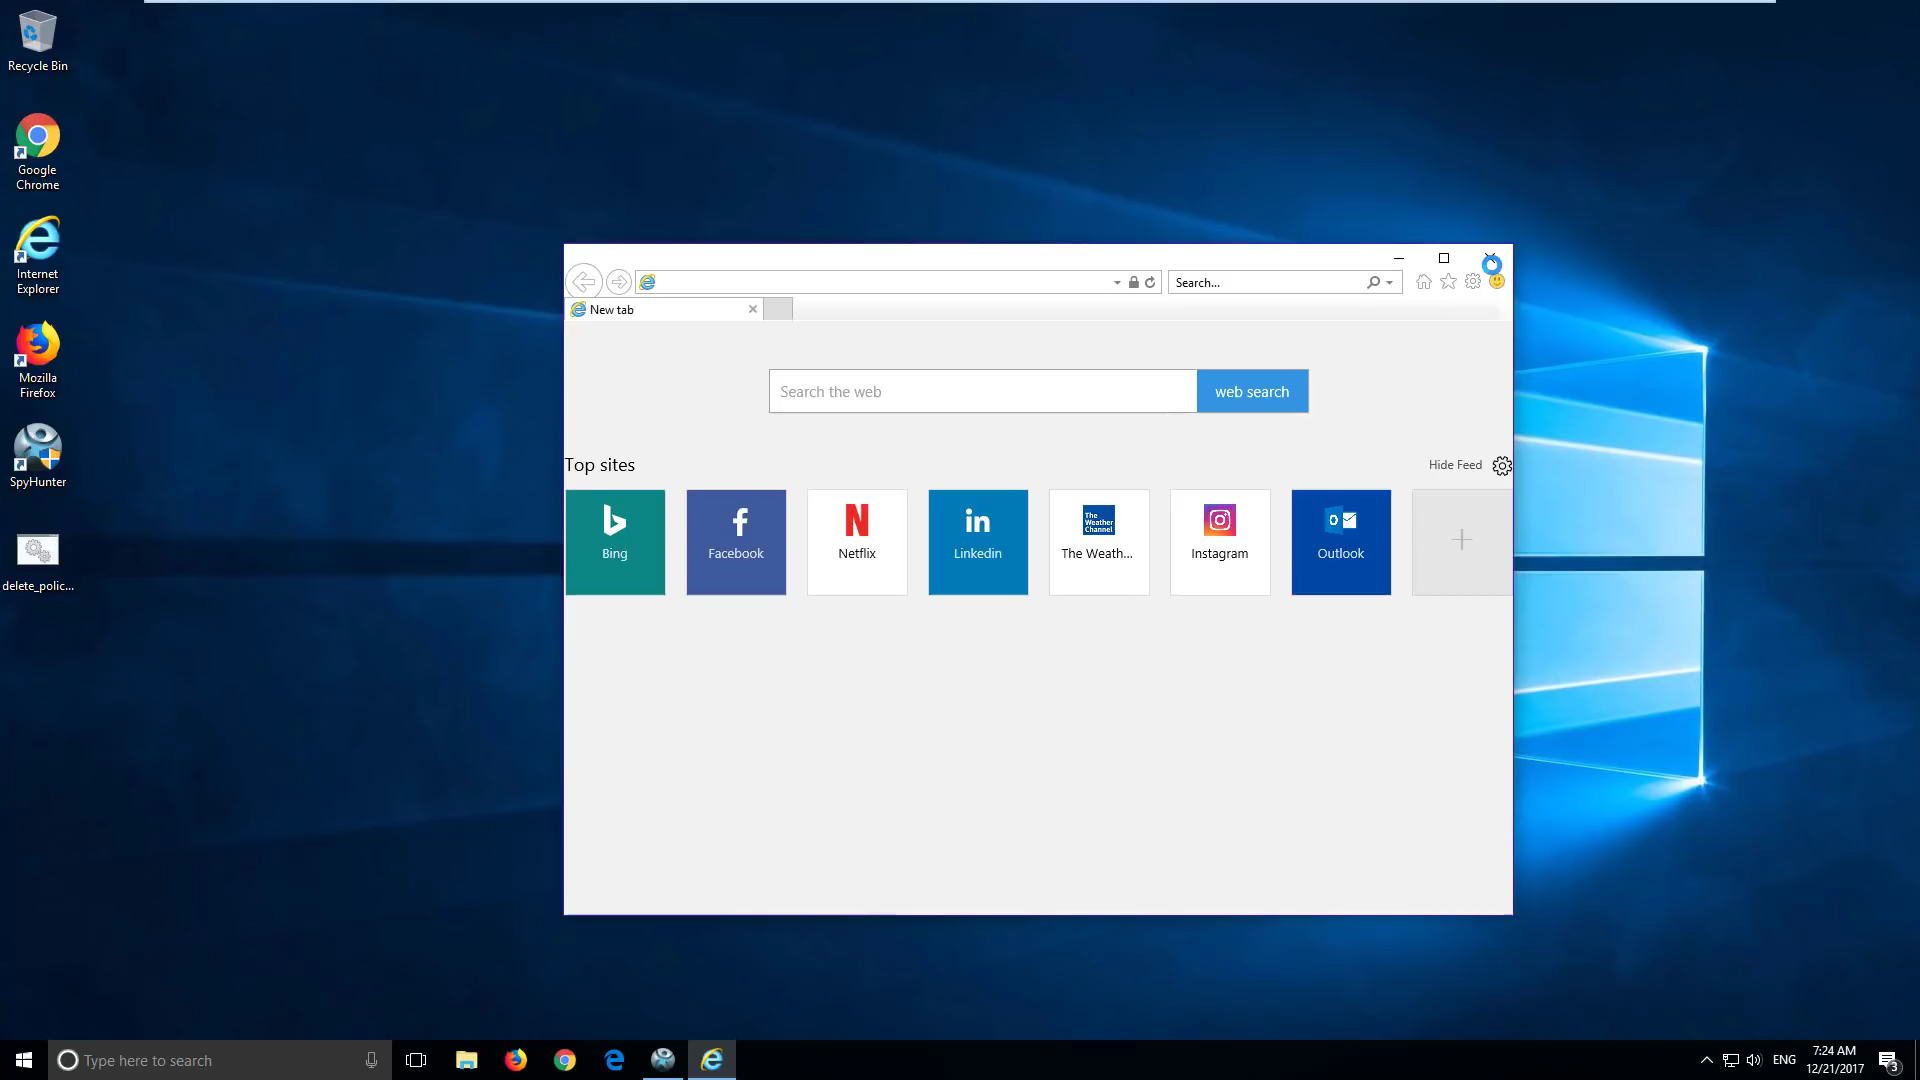 Recycle Bin
Google
Chrome
Internet
Explorer
Mozilla
Firefox
SpyHunter
delete_polic...
Search...
New tab
Search the web
web search
Top sites
Hide Feed
Bing
Facebook
Netflix
Linkedin
The
Weather
Channel
The Weath...
Instagram
Outlook
Type here to search
ENG
7:24 AM
12/21/2017
3